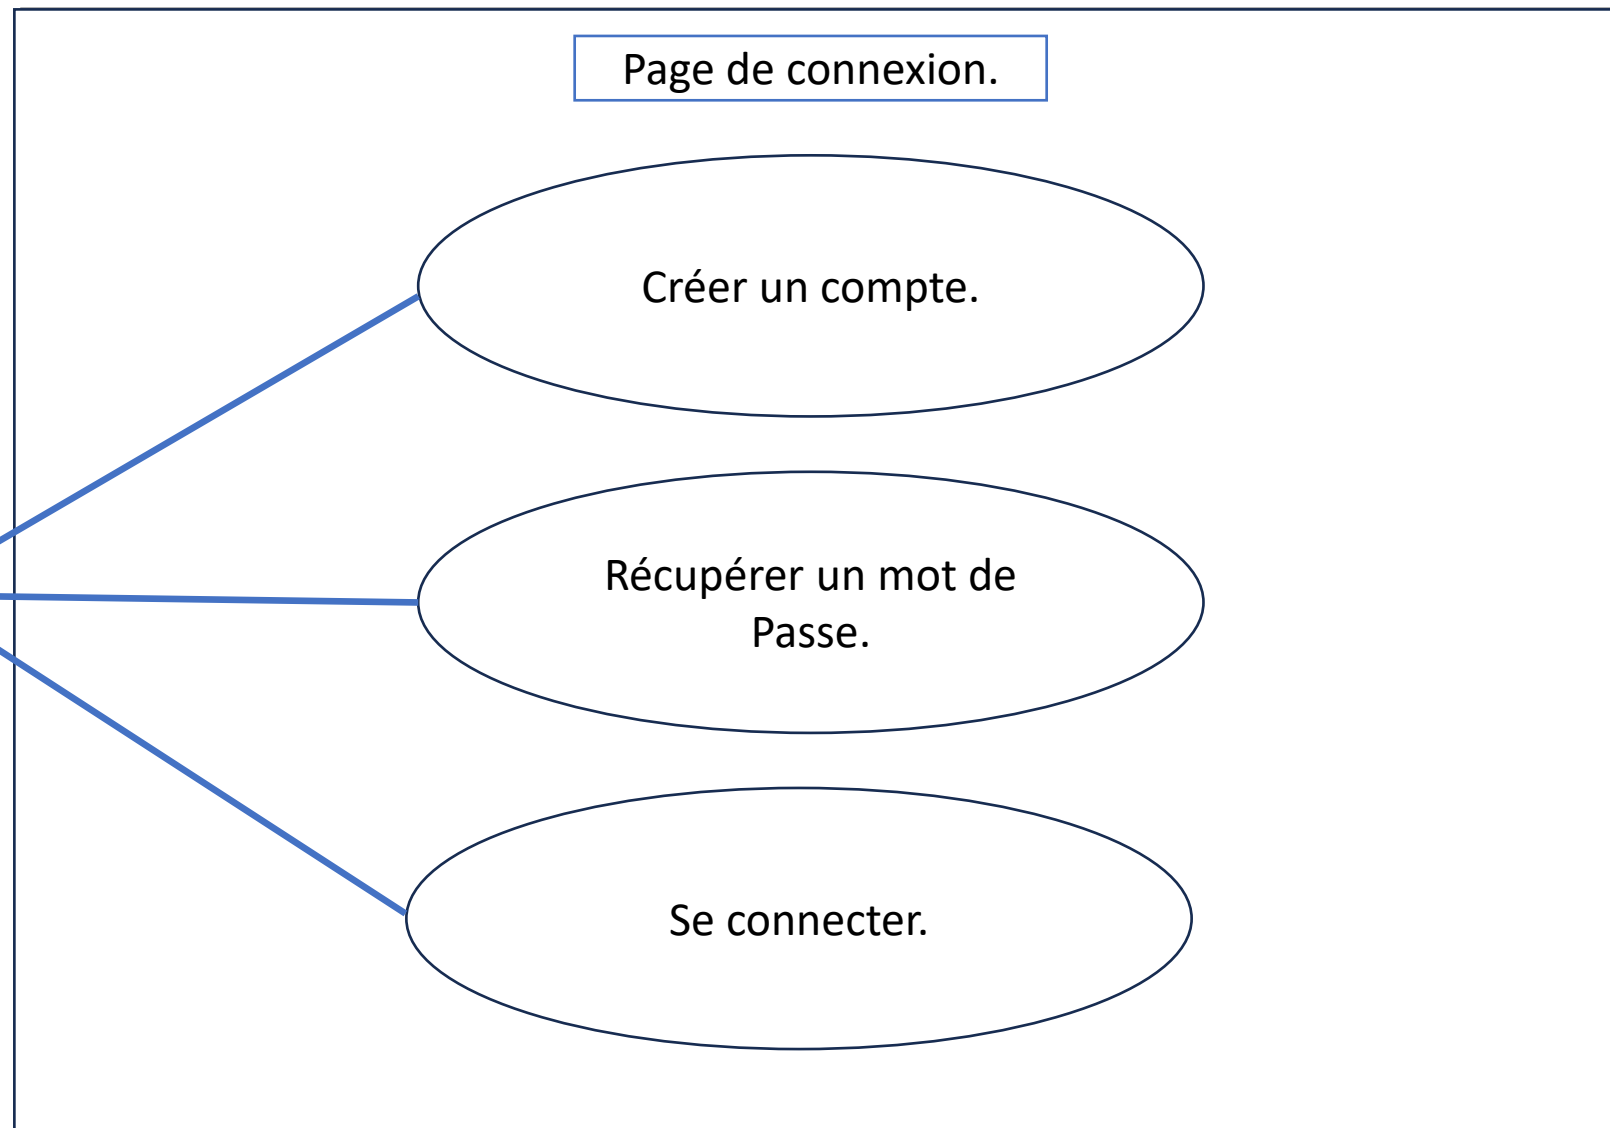 Page de connexion.
Créer un compte.
Récupérer un mot de
Passe.
Se connecter.